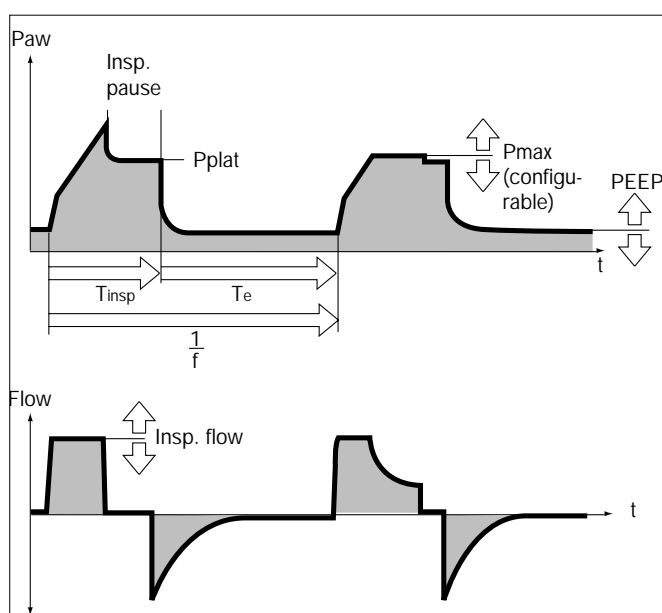 Paw
Insp.
pause
Pplat
Pmax
(configu-
rable)
PEEP
t
Tinsp
Te
1
f
Flow
Insp. flow
t